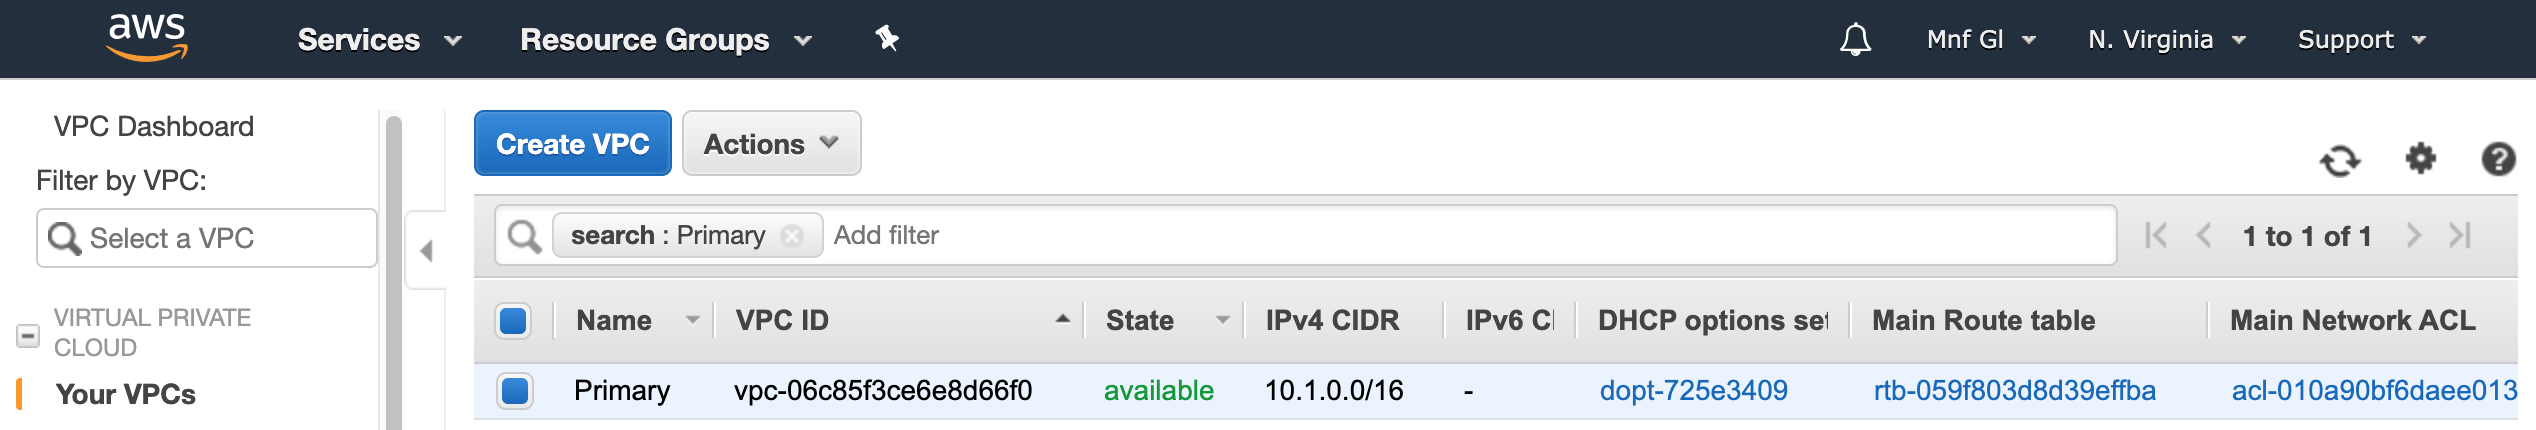 aws Services Resource Groups Mnf Gl N. Virginia Support
VPC Dashboard
Filter by VPC:
Select a VPC
VIRTUAL PRIVATE
CLOUD
Your VPCs
Create VPC Actions
search : Primary Add filter 1 to 1 of 1
Name VPC ID State IPv4 CIDR IPv6 CI DHCP options set Main Route table Main Network ACL
Primary vpc-06c85f3ce6e8d66f0 available 10.1.0.0/16 - dopt-725e3409 rtb-059f803d8d39effba acl-010a90bf6daee013